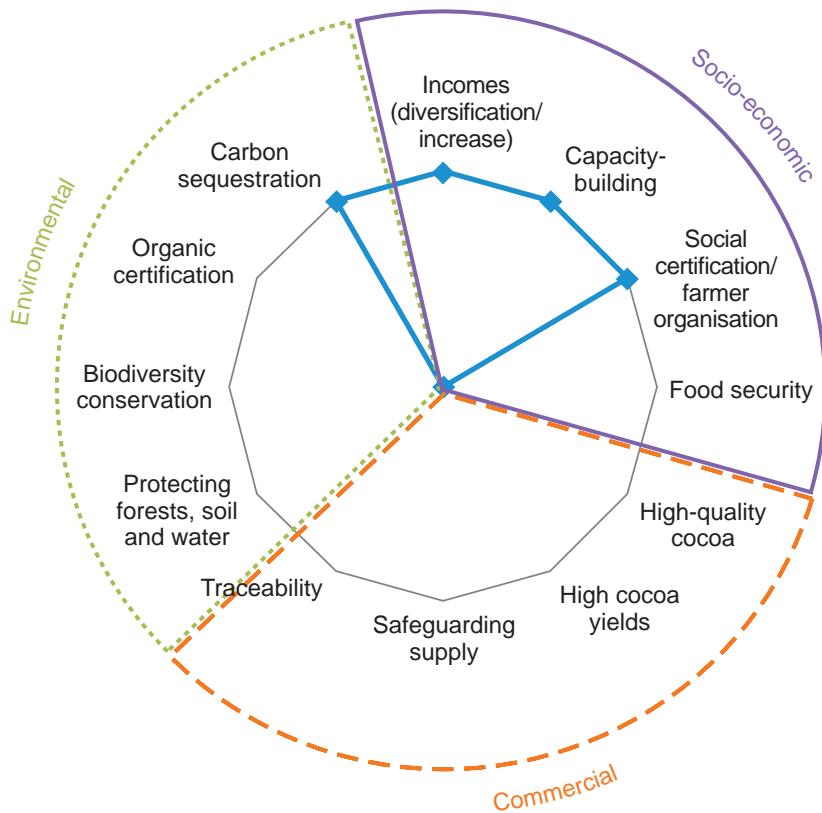 Socio-economic
Incomes
(diversification/
increase)
Capacity-
building
Carbon
sequestration
Social
certification/
farmer
organisation
Organic
certification
Environmental
Biodiversity
conservation
Food security
Protecting
forests, soil
and water
High-quality
cocoa
Traceability
High cocoa
yields
Safeguarding
supply
Commercial